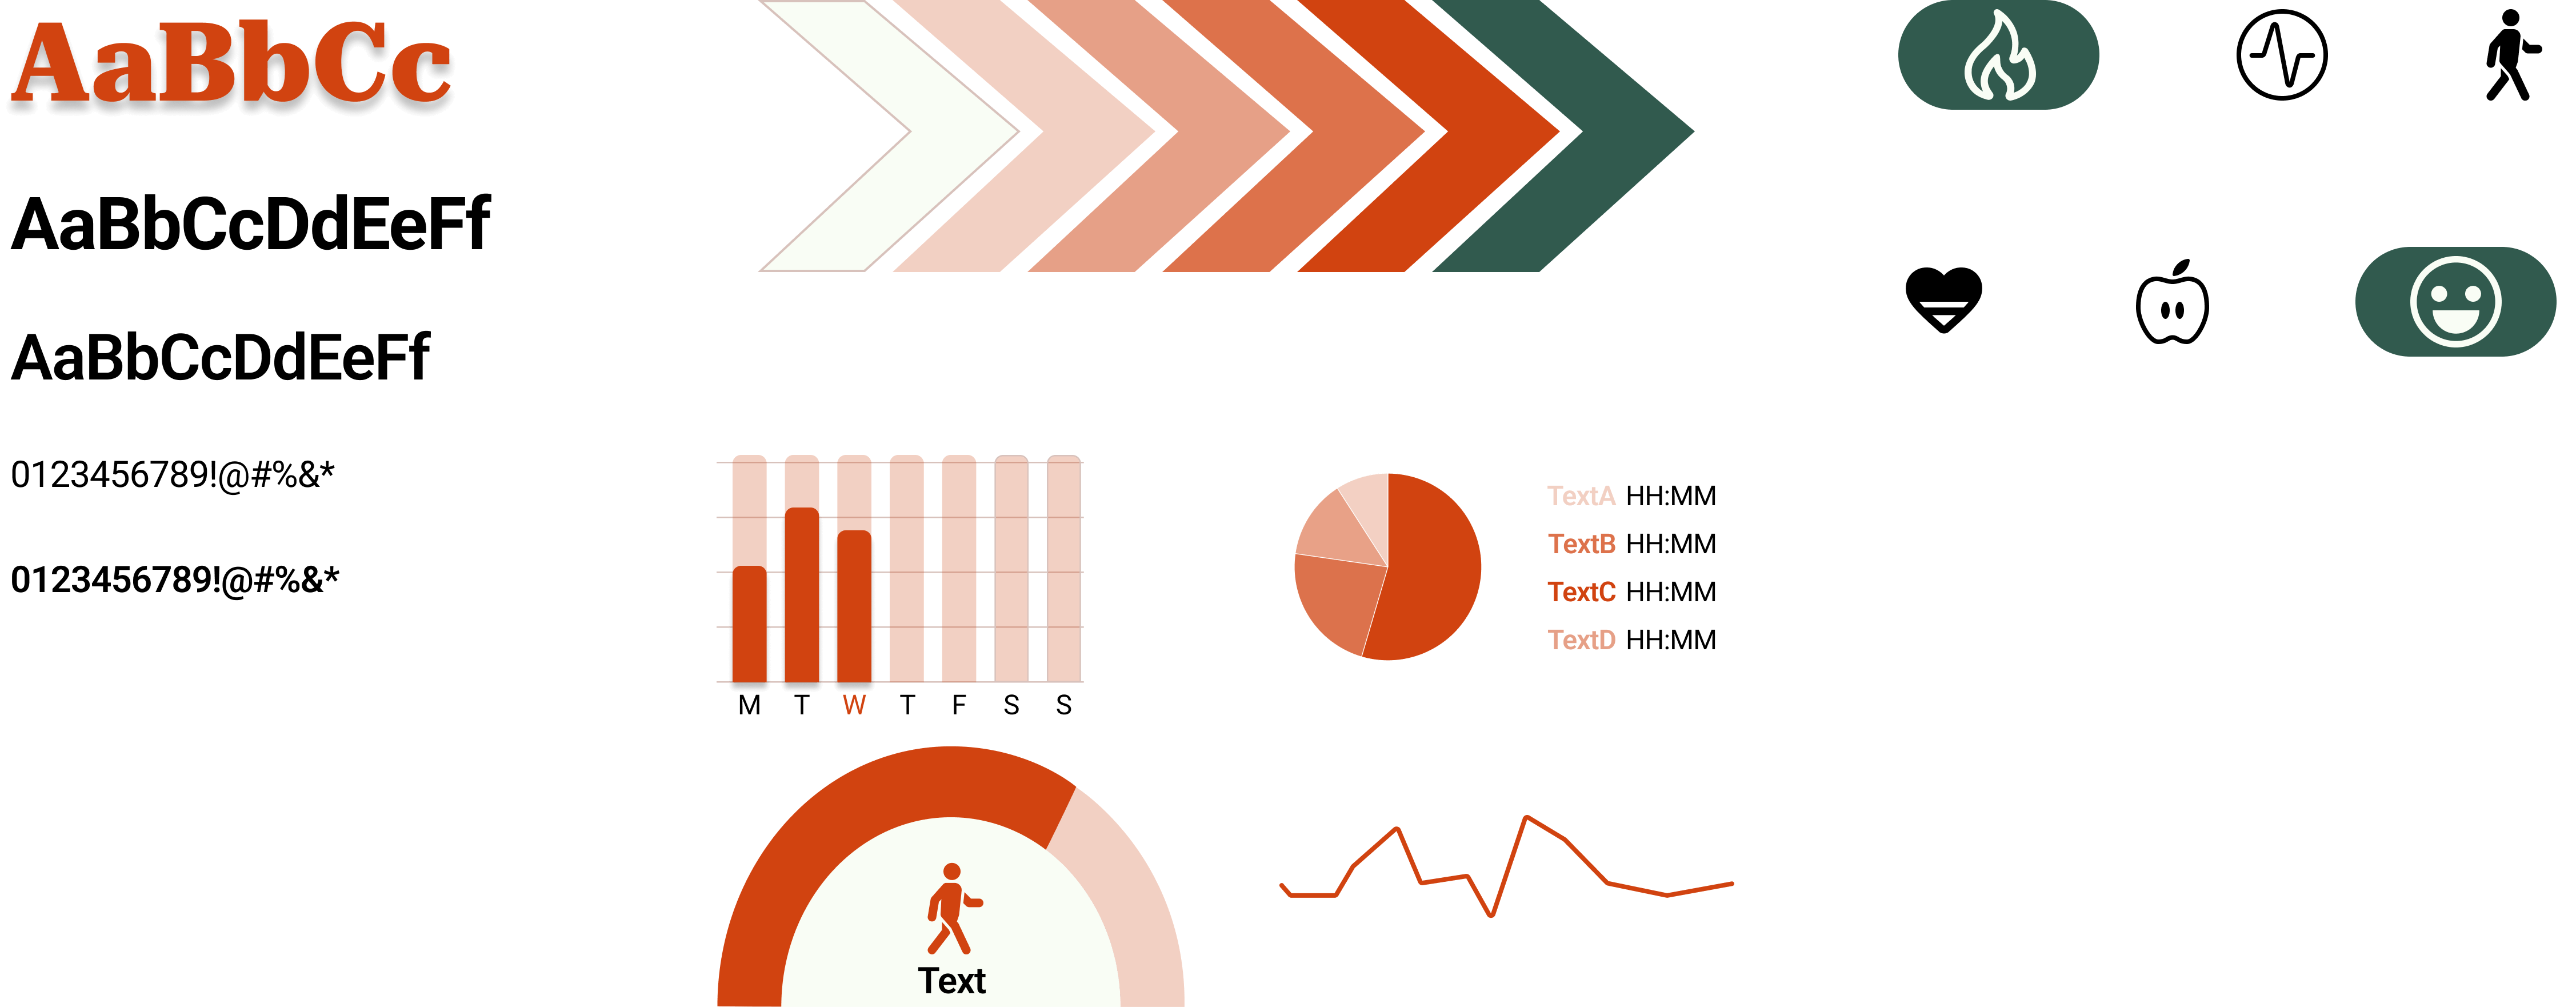 AaBbCc
AaBbCcDdEeFf
AaBbCcDdEeFf
0123456789!@#%&*
0123456789!@#%&*
M T W T F S S
TextA HH:MM
TextB HH:MM
TextC HH:MM
TextD HH:MM
Text